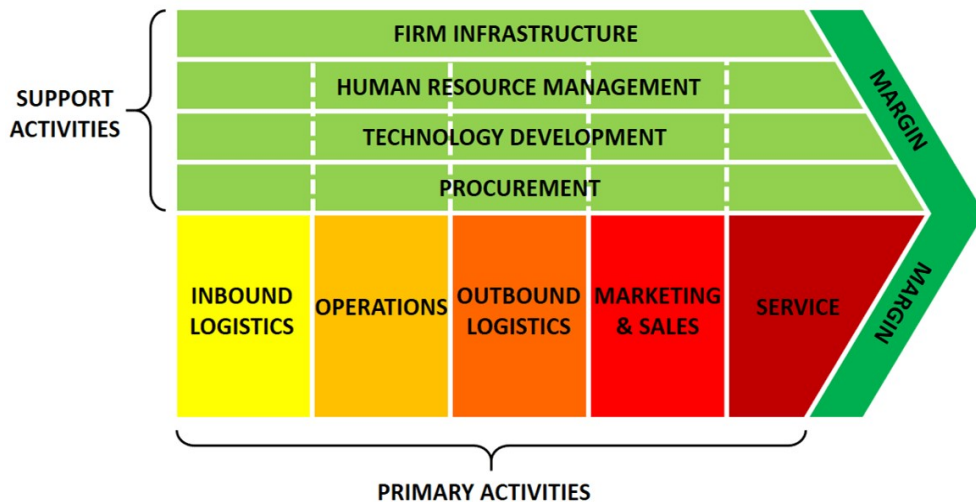 FIRM INFRASTRUCTURE
HUMAN RESOURCE MANAGEMENT
TECHNOLOGY DEVELOPMENT
PROCUREMENT
SUPPORT
ACTIVITIES
MARGIN
INBOUND
LOGISTICS
OPERATIONS
OUTBOUND
LOGISTICS
MARKETING
& SALES
SERVICE
MARGIN
PRIMARY ACTIVITIES